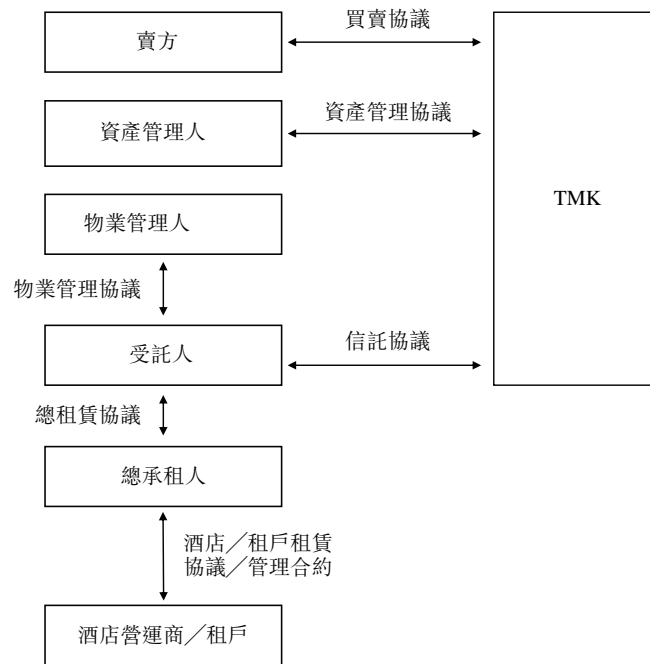 買賣協議
賣方
資產管理協議
資產管理人
TMK
物業管理人
物業管理協議
信託協議
受託人
總租賃協議
總承租人
酒店／租戶租賃
協議／管理合約
酒店營運商／租戶